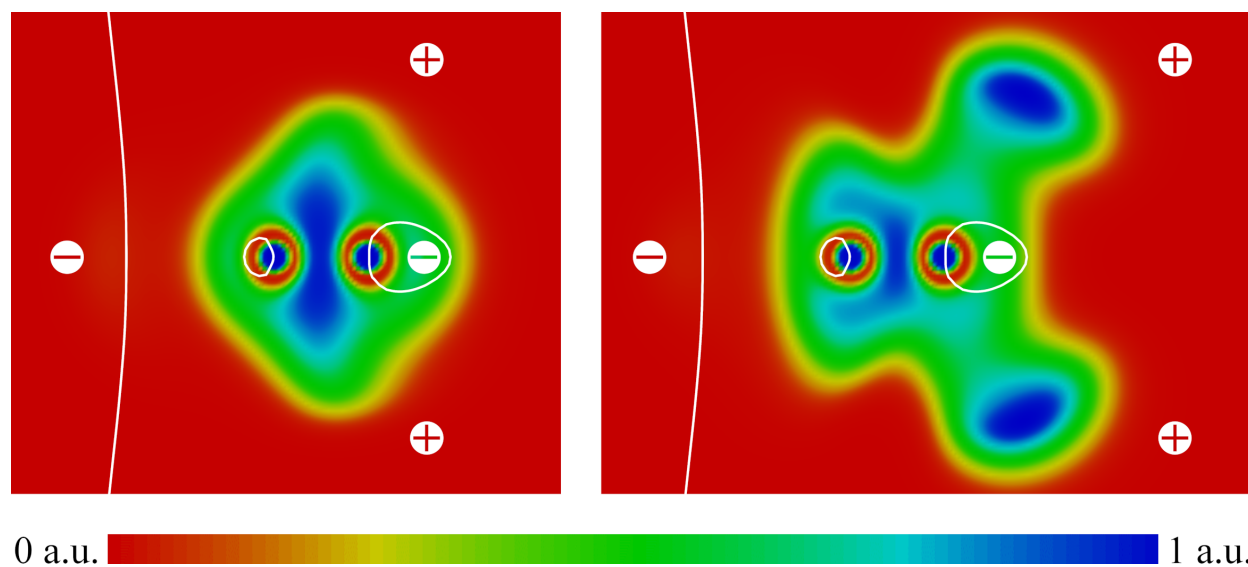 + +
− − − −
+ +
0 a.u. 1 a.u.